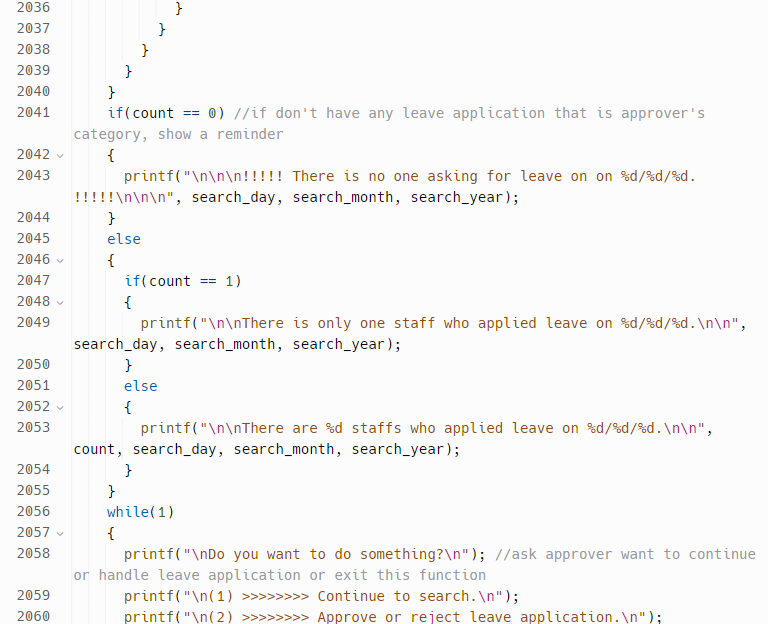 2036 }
2037 }
2038 }
2039 }
2040 }
2041 if(count == 0) //if don't have any leave application that is approver's
category, show a reminder
2042 {
2043 printf("\n\n\n!!!!! There is no one asking for leave on on %d/%d/%d.
!!!!!\n\n\n", search_day, search_month, search_year);
2044 }
2045 else
2046 {
2047 if(count == 1)
2048 {
2049 printf("\n\nThere is only one staff who applied leave on %d/%d/%d.\n\n",
search_day, search_month, search_year);
2050 }
2051 else
2052 {
2053 printf("\n\nThere are %d staffs who applied leave on %d/%d/%d.\n\n",
count, search_day, search_month, search_year);
2054 }
2055 }
2056 while(1)
2057 {
2058 printf("\nDo you want to do something?\n"); //ask approver want to continue
or handle leave application or exit this function
2059 printf("\n(1) >>>>>>>> Continue to search.\n");
2060 printf("\n(2) >>>>>>>> Approve or reject leave application.\n");